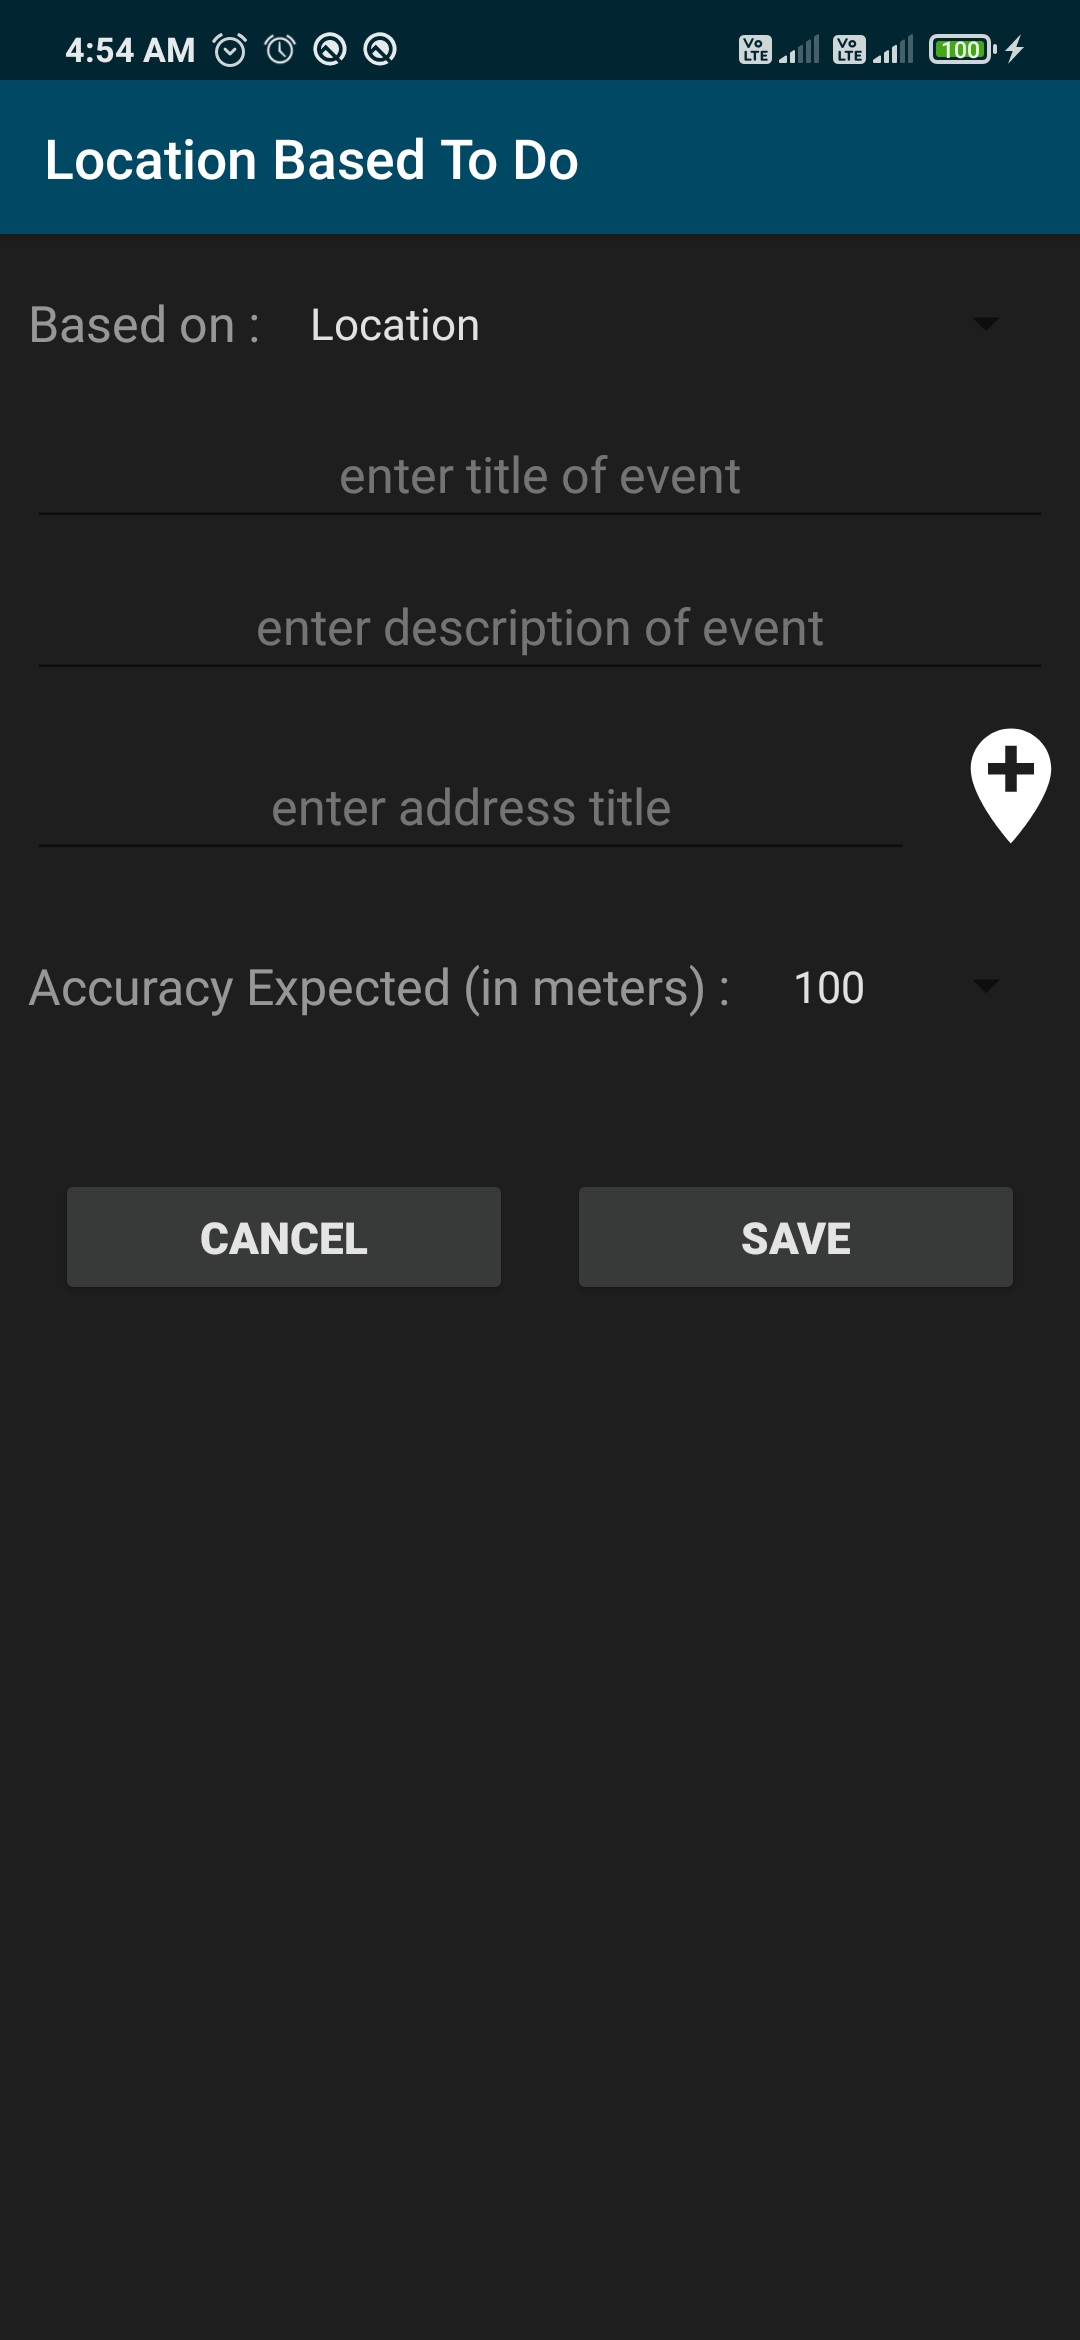 4:54 AM Vo LTE Vo LTE 100
Location Based To Do
Based on : Location
enter title of event
enter description of event
enter address title
Accuracy Expected (in meters) : 100
CANCEL SAVE